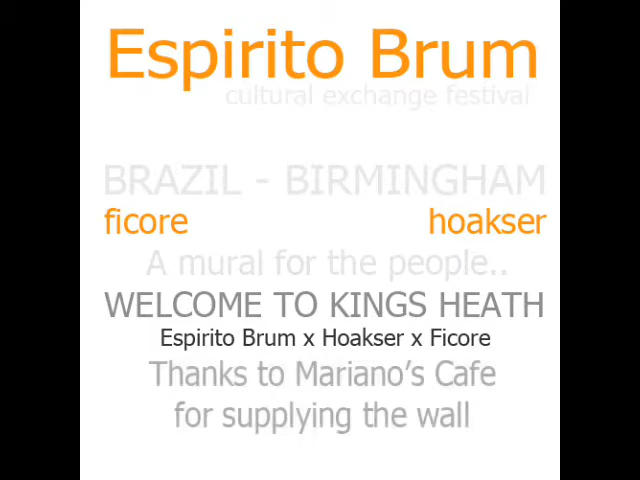 Espirito Brum
cultural exchange festival
BRAZIL - BIRMINGHAM
ficore hoakser
A mural for the people..
WELCOME TO KINGS HEATH
Espirito Brum x Hoakser x Ficore
Thanks to Mariano’s Cafe
for supplying the wall